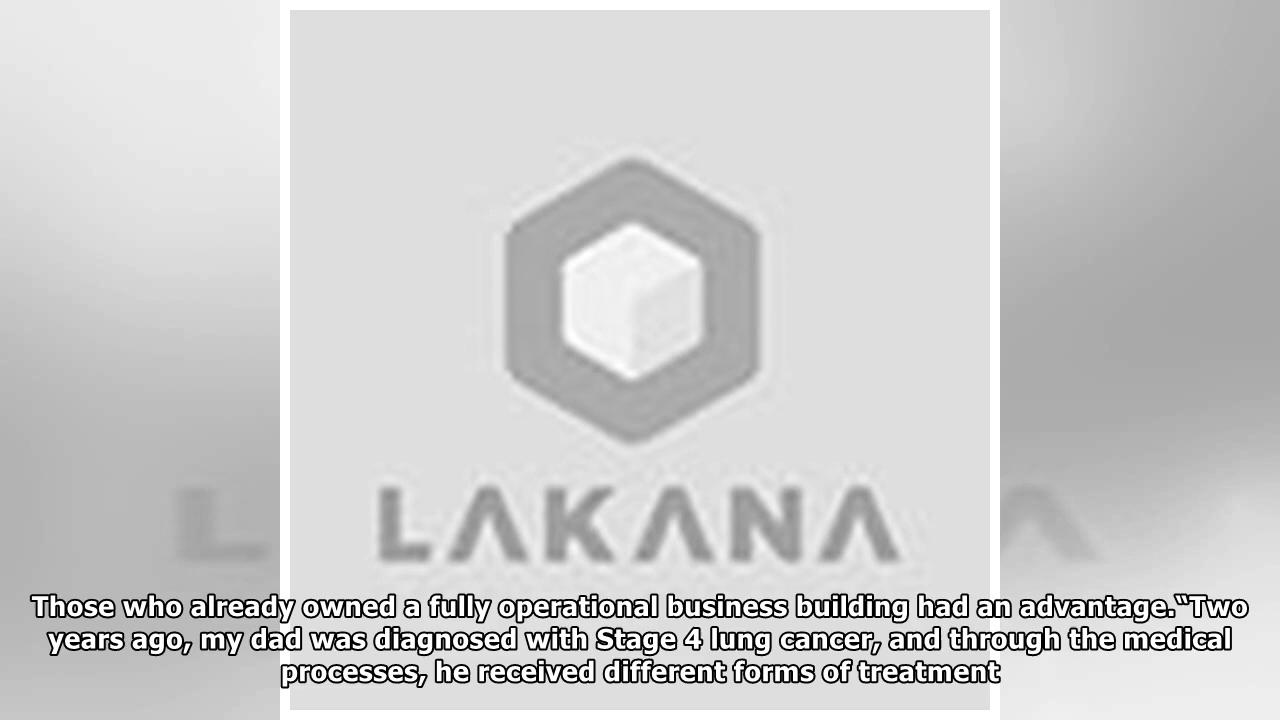 LAKANA
Those who already owned a fully operational business building had an advantage.“Two
years ago, my dad was diagnosed with Stage 4 lung cancer, and through the medical
processes, he received different forms of treatment